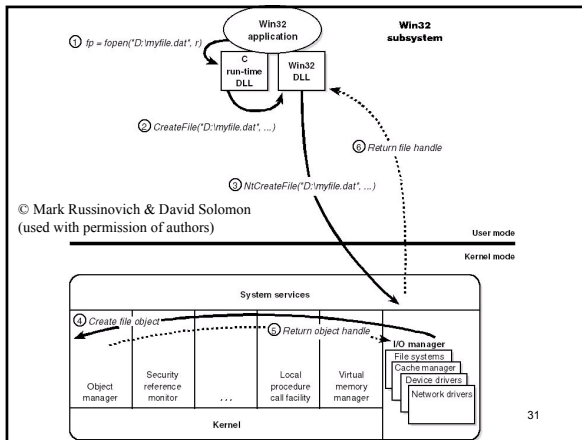 Win32
application
Win32
subsystem
1 fp = fopen("D:\myfile.dat", r)
C
run-time
DLL
Win32
DLL
2 CreateFile("D:\myfile.dat", ...)
6 Return file handle
3 NtCreateFile("D:\myfile.dat", ...)
© Mark Russinovich & David Solomon
(used with permission of authors)
User mode
Kernel mode
System services
4 Create file object
5 Return object handle
I/O manager
File systems
Cache manager
Device drivers
Network drivers
Object
manager
Security
reference
monitor
...
Local
procedure
call facility
Virtual
memory
manager
Kernel
31